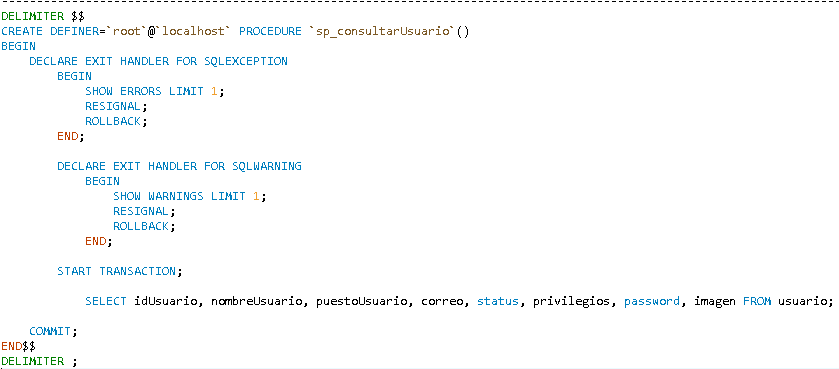 DELIMITER $$
CREATE DEFINER=`root`@`localhost` PROCEDURE `sp_consultarUsuario`()
BEGIN
    DECLARE EXIT HANDLER FOR SQLEXCEPTION
        BEGIN
            SHOW ERRORS LIMIT 1;
            RESIGNAL;
            ROLLBACK;
        END;

        DECLARE EXIT HANDLER FOR SQLWARNING
            BEGIN
                SHOW WARNINGS LIMIT 1;
                RESIGNAL;
                ROLLBACK;
            END;

        START TRANSACTION;

            SELECT idUsuario, nombreUsuario, puestoUsuario, correo, status, privilegios, password, imagen FROM usuario;

    COMMIT;
END$$
DELIMITER ;